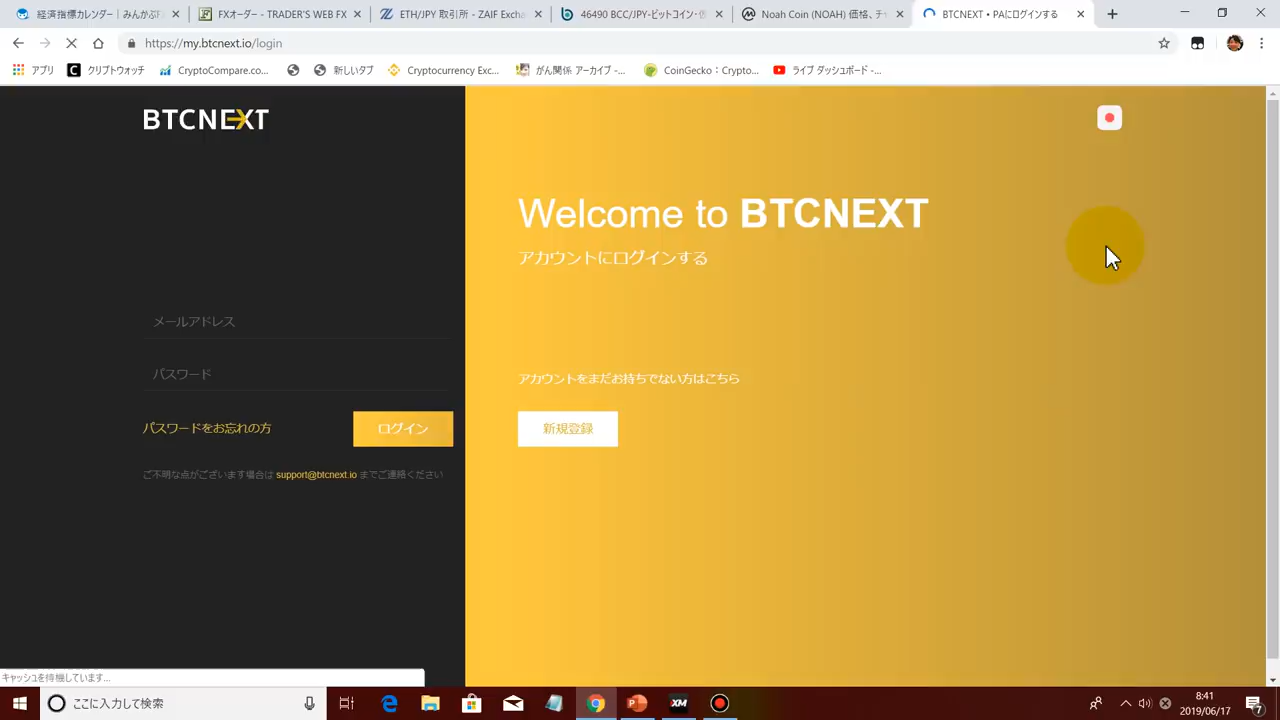 経済指標カレンダー | みんかぶF
FXオーダー - TRADER'S WEB FX
ETH/JPY 取引所 - ZAIF Excha
46490 BCC/JPY-ビットコイン・仮
Noah Coin (NOAH) 価格、チャ
BTCNEXT • PAにログインする
https://my.btcnext.io/login
アプリ
クリプトウォッチ
CryptoCompare.co...
新しいタブ
Cryptocurrency Exc...
がん関係 アーカイブ -...
CoinGecko：Crypto...
ライブ ダッシュボード -...
BTCNEXT
Welcome to BTCNEXT
アカウントにログインする
メールアドレス
パスワード
アカウントをまだお持ちでない方はこちら
パスワードをお忘れの方
ログイン
新規登録
ご不明な点がございます場合は support@btcnext.io までご連絡ください
キャッシュを待機しています...
ここに入力して検索
XM
8:41
2019/06/17
7